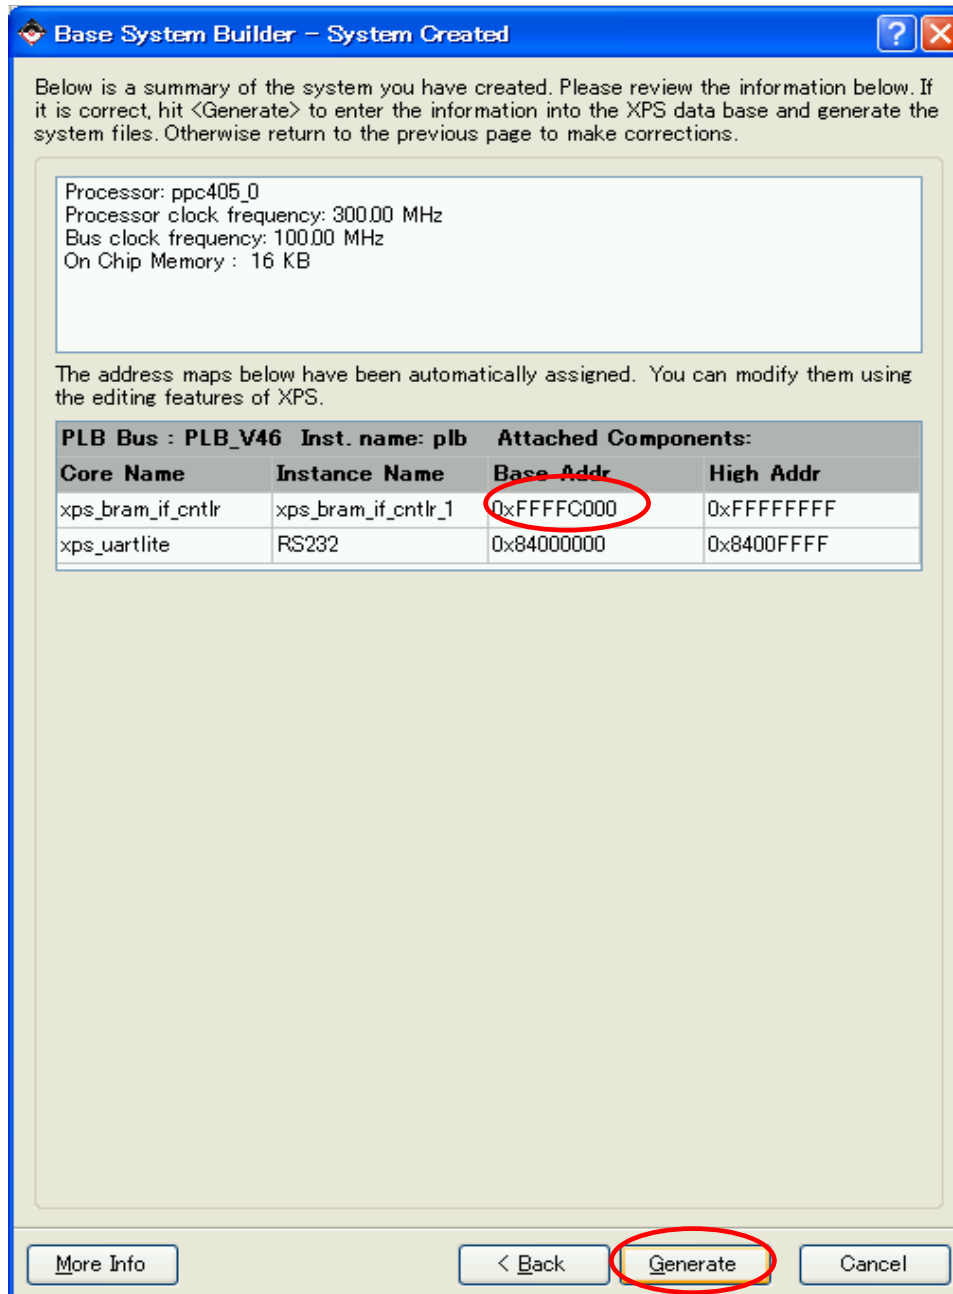 Base System Builder - System Created
Below is a summary of the system you have created. Please review the information below. If
it is correct, hit <Generate> to enter the information into the XPS data base and generate the
system files. Otherwise return to the previous page to make corrections.
Processor: ppc405_0
Processor clock frequency: 300.00 MHz
Bus clock frequency: 100.00 MHz
On Chip Memory : 16 KB
The address maps below have been automatically assigned. You can modify them using
the editing features of XPS.
PLB Bus : PLB_V46 Inst. name: plb Attached Components:
Core Name Instance Name Base Addr High Addr
xps_bram_if_cntlr xps_bram_if_cntlr_1 0xFFFFC000 0xFFFFFFFF
xps_uartlite RS232 0x84000000 0x8400FFFF
More Info < Back Generate Cancel